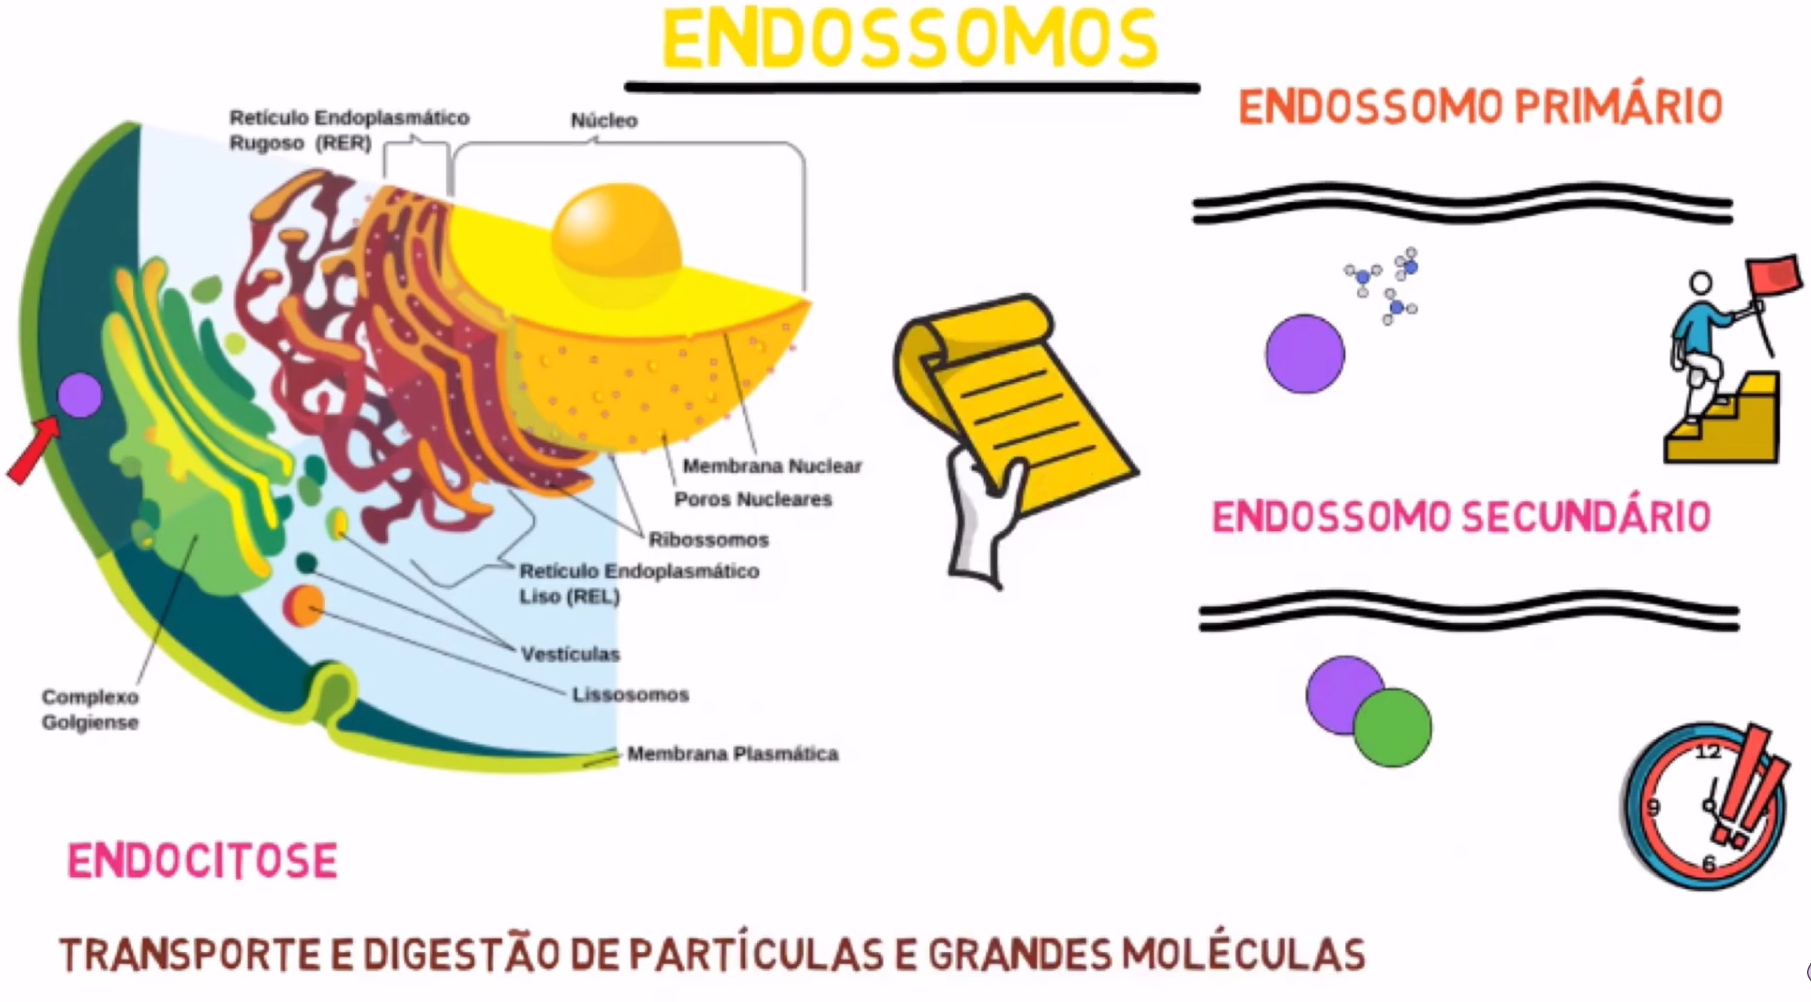 ENDOSSOMOS
ENDOSSOMO PRIMÁRIO
Retículo Endoplasmático
Rugoso (RER)
Núcleo
Membrana Nuclear
Poros Nucleares
Ribossomos
Retículo Endoplasmático
Liso (REL)
Vestículas
Lissosomos
Complexo
Golgiense
Membrana Plasmática
ENDOSSOMO SECUNDÁRIO
12
9
6
ENDOCITOSE
TRANSPORTE E DIGESTÃO DE PARTÍCULAS E GRANDES MOLÉCULAS